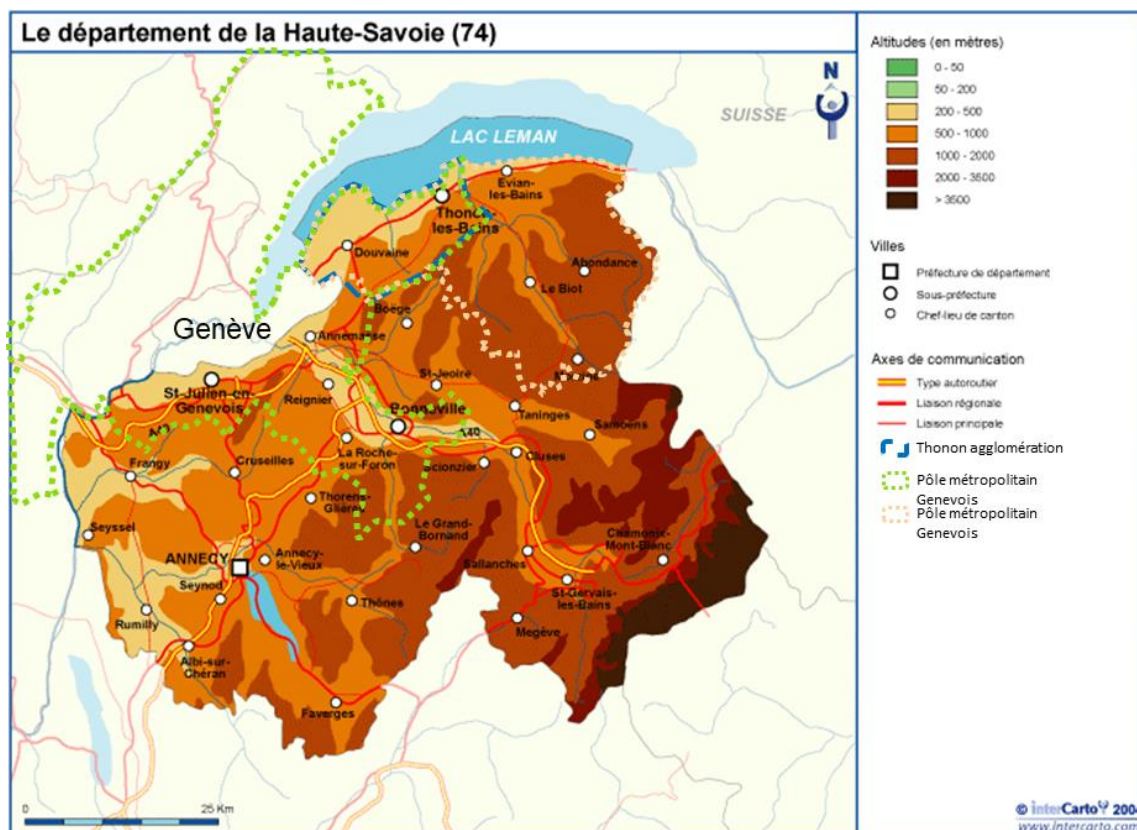 Le département de la Haute-Savoie (74)
N
SUISSE
LAC LEMAN
Evian-
les-Bains
Thonon-
les-Bains
Douvaine
Abondance
Le Biot
Boëge
Genève
Annemasse
St-Julien-en-
Genevois
Reignier
St-Jeoire
Taninges
Bonneville
Samoëns
A40
A40
La Roche-
sur-Foron
Cluses
Scionzier
Frangy
Cruseilles
Thorens-
Glières
Seyssel
Le Grand-
Bornand
Chamonix-
Mont-Blanc
ANNECY
Annecy-
le-Vieux
Sallanches
St-Gervais-
les-Bains
Seynod
Thônes
Rumilly
Megève
Albi-sur-
Chéran
Faverges
0
25 Km
Altitudes (en mètres)
0 - 50
50 - 200
200 - 500
500 - 1000
1000 - 2000
2000 - 3500
> 3500
Villes
Préfecture de département
Sous-préfecture
Chef-lieu de canton
Axes de communication
Type autoroutier
Liaison régionale
Liaison principale
Thonon agglomération
Pôle métropolitain
Genevois
Pôle métropolitain
Genevois
© interCarto 2004
www.intercarto.com